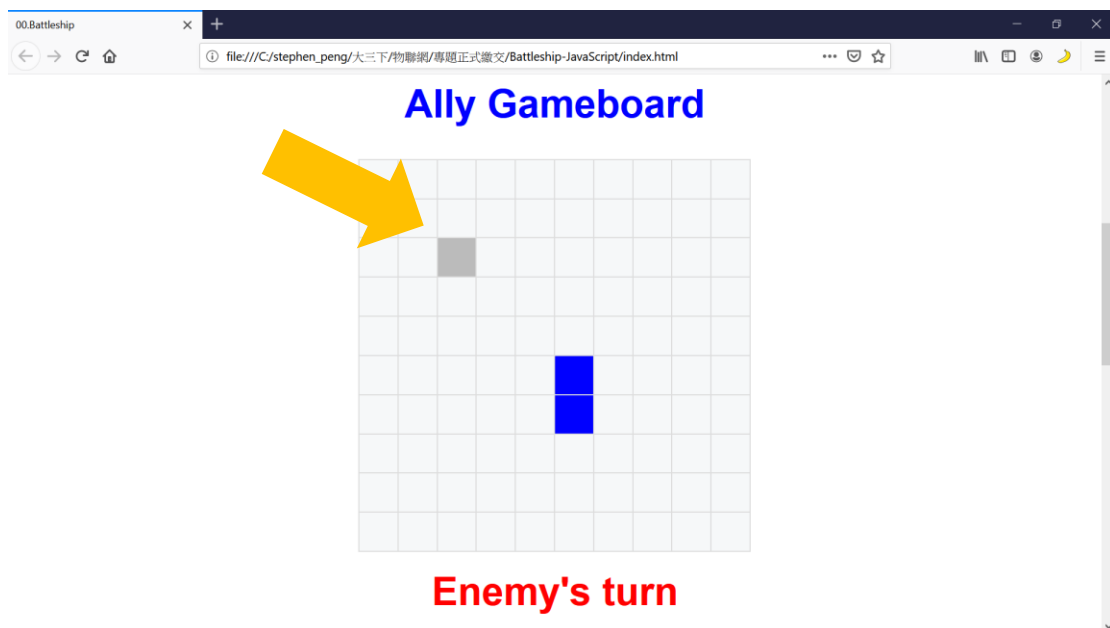 00.Battleship
file:///C:/stephen_peng/大三下/物聯網/專題正式繳交/Battleship-JavaScript/index.html
Ally Gameboard
Enemy's turn